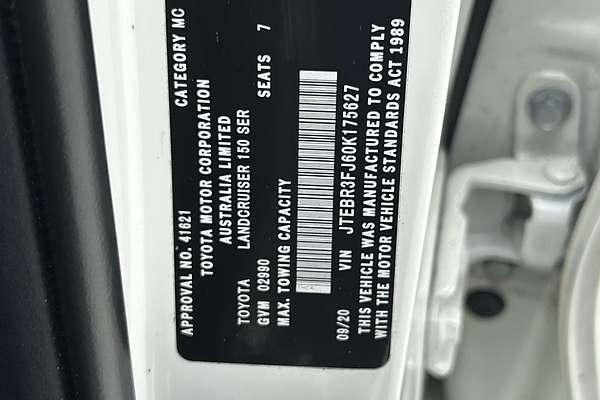 APPROVAL NO. 41621 CATEGORY MC
TOYOTA MOTOR CORPORATION
AUSTRALIA LIMITED
TOYOTA LANDCRUISER 150 SER
GVM 02990 SEATS 7
MAX. TOWING CAPACITY
09/20 VIN JTEBR3FJ60K175627
THIS VEHICLE WAS MANUFACTURED TO COMPLY
WITH THE MOTOR VEHICLE STANDARDS ACT 1989